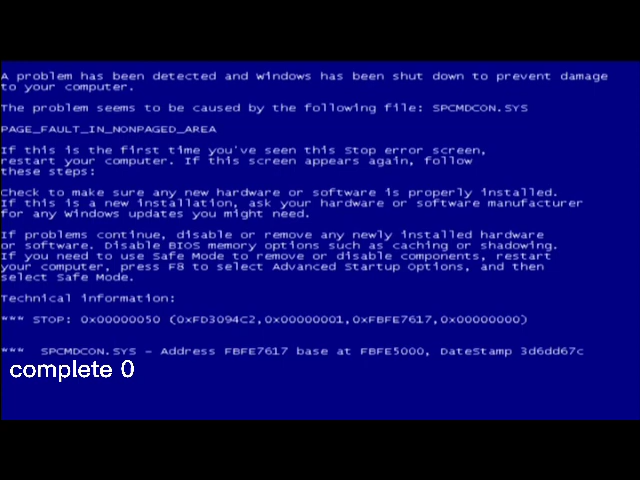 A problem has been detected and Windows has been shut down to prevent damage
to your computer.
The problem seems to be caused by the following file: SPCMDCON.SYS
PAGE_FAULT_IN_NONPAGED_AREA
If this is the first time you've seen this Stop error screen,
restart your computer. If this screen appears again, follow
these steps:
Check to make sure any new hardware or software is properly installed.
If this is a new installation, ask your hardware or software manufacturer
for any Windows updates you might need.
If problems continue, disable or remove any newly installed hardware
or software. Disable BIOS memory options such as caching or shadowing.
If you need to use Safe Mode to remove or disable components, restart
your computer, press F8 to select Advanced Startup Options, and then
select Safe Mode.
Technical information:
*** STOP: 0x00000050 (0xFD3094C2,0x00000001,0xFBFE7617,0x00000000)
*** SPCMDCON.SYS - Address FBFE7617 base at FBFE5000, DateStamp 3d6dd67c
complete 0